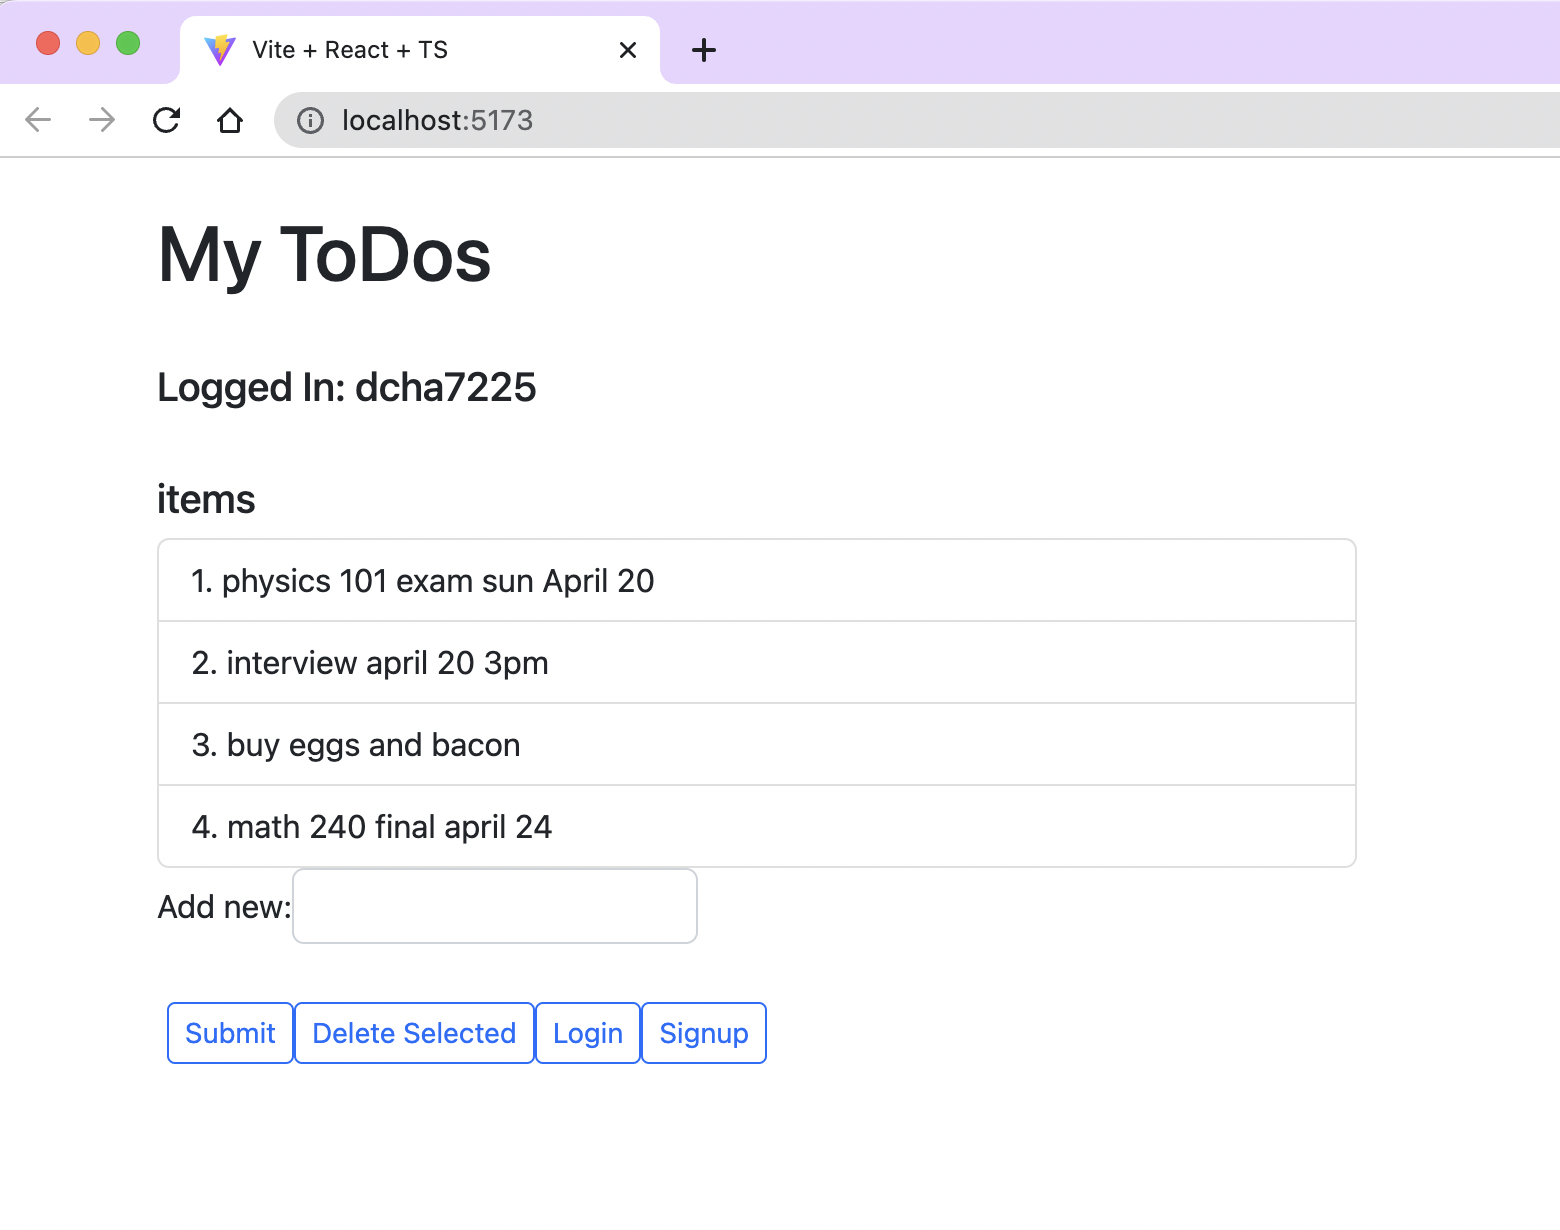 Vite + React + TS
localhost:5173
My ToDos
Logged In: dcha7225
items
1. physics 101 exam sun April 20
2. interview april 20 3pm
3. buy eggs and bacon
4. math 240 final april 24
Add new:
Submit Delete Selected Login Signup